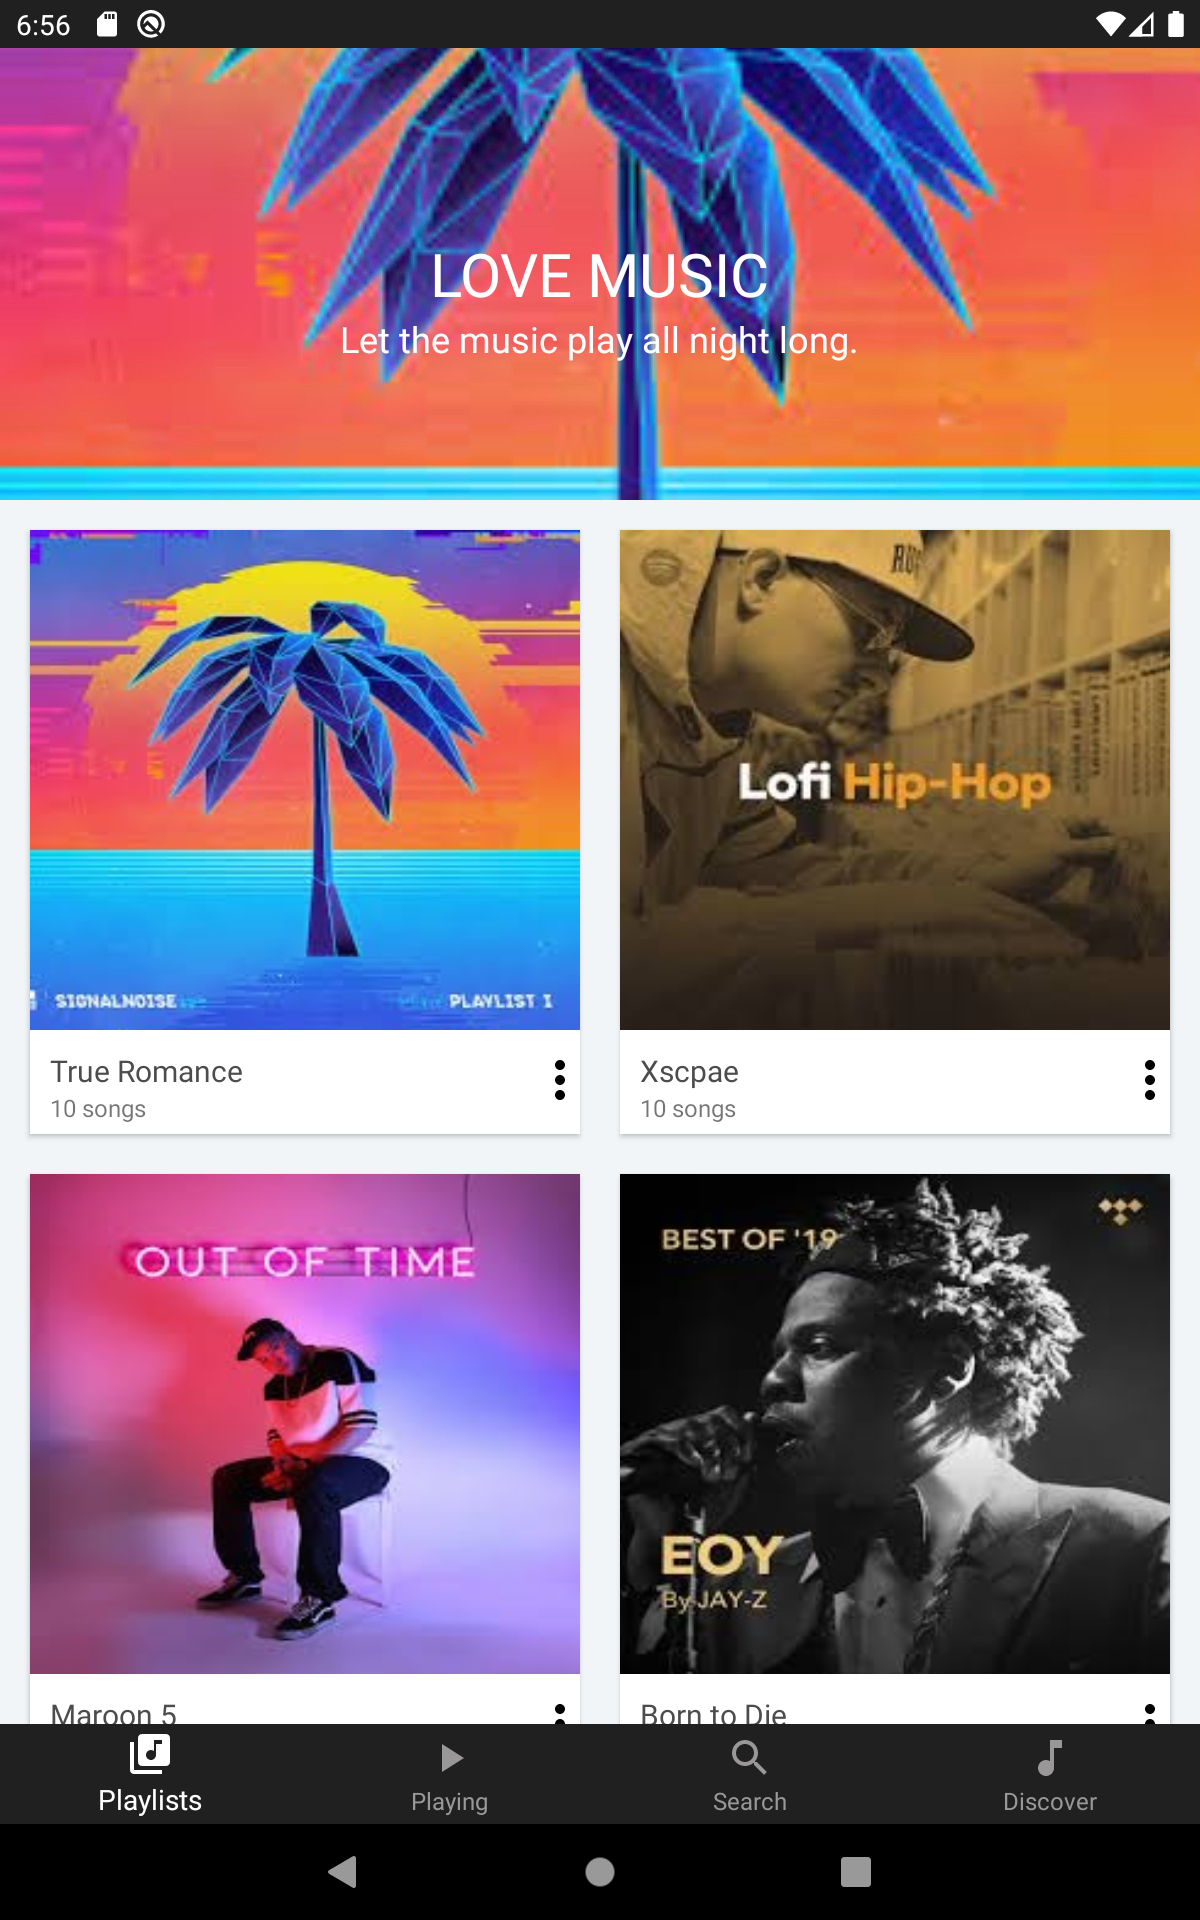 6:56
LOVE MUSIC
Let the music play all night long.
SIGNALNOISE
PLAYLIST I
Lofi Hip-Hop
True Romance
10 songs
Xscpae
10 songs
OUT OF TIME
BEST OF '19
EOY
By JAY-Z
Maroon 5
Born to Die
Playlists
Playing
Search
Discover